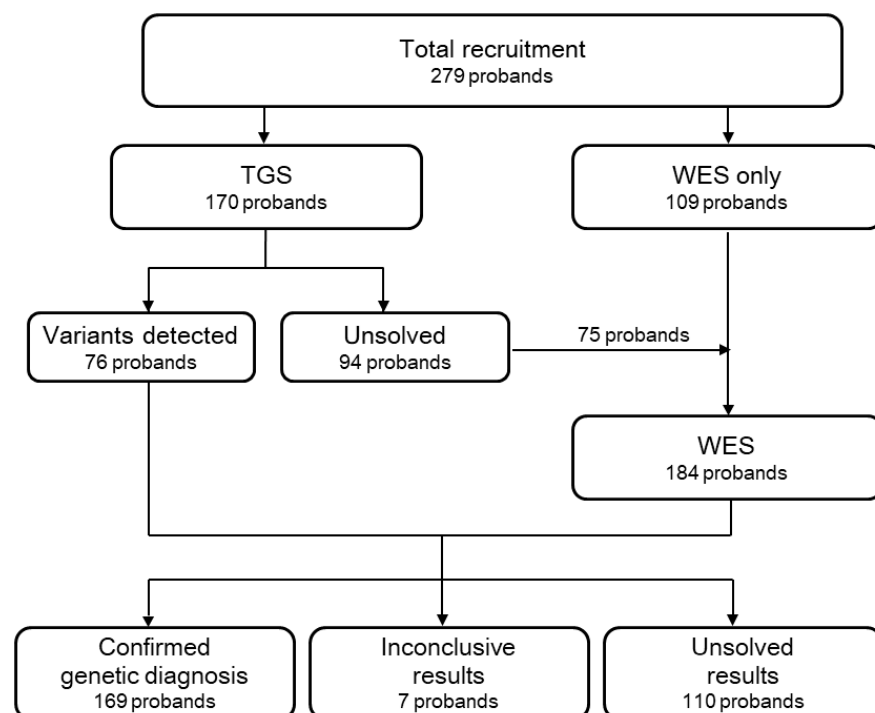 Total recruitment
279 probands
TGS
170 probands
WES only
109 probands
Variants detected
76 probands
Unsolved
94 probands
75 probands
WES
184 probands
Confirmed
genetic diagnosis
169 probands
Inconclusive
results
7 probands
Unsolved
results
110 probands